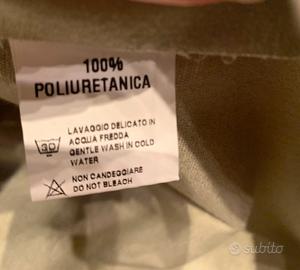 100%
POLIURETANICA
30
LAVAGGIO DELICATO IN
ACQUA FREDDA
GENTLE WASH IN COLD
WATER
NON CANDEGGIARE
DO NOT BLEACH
subito